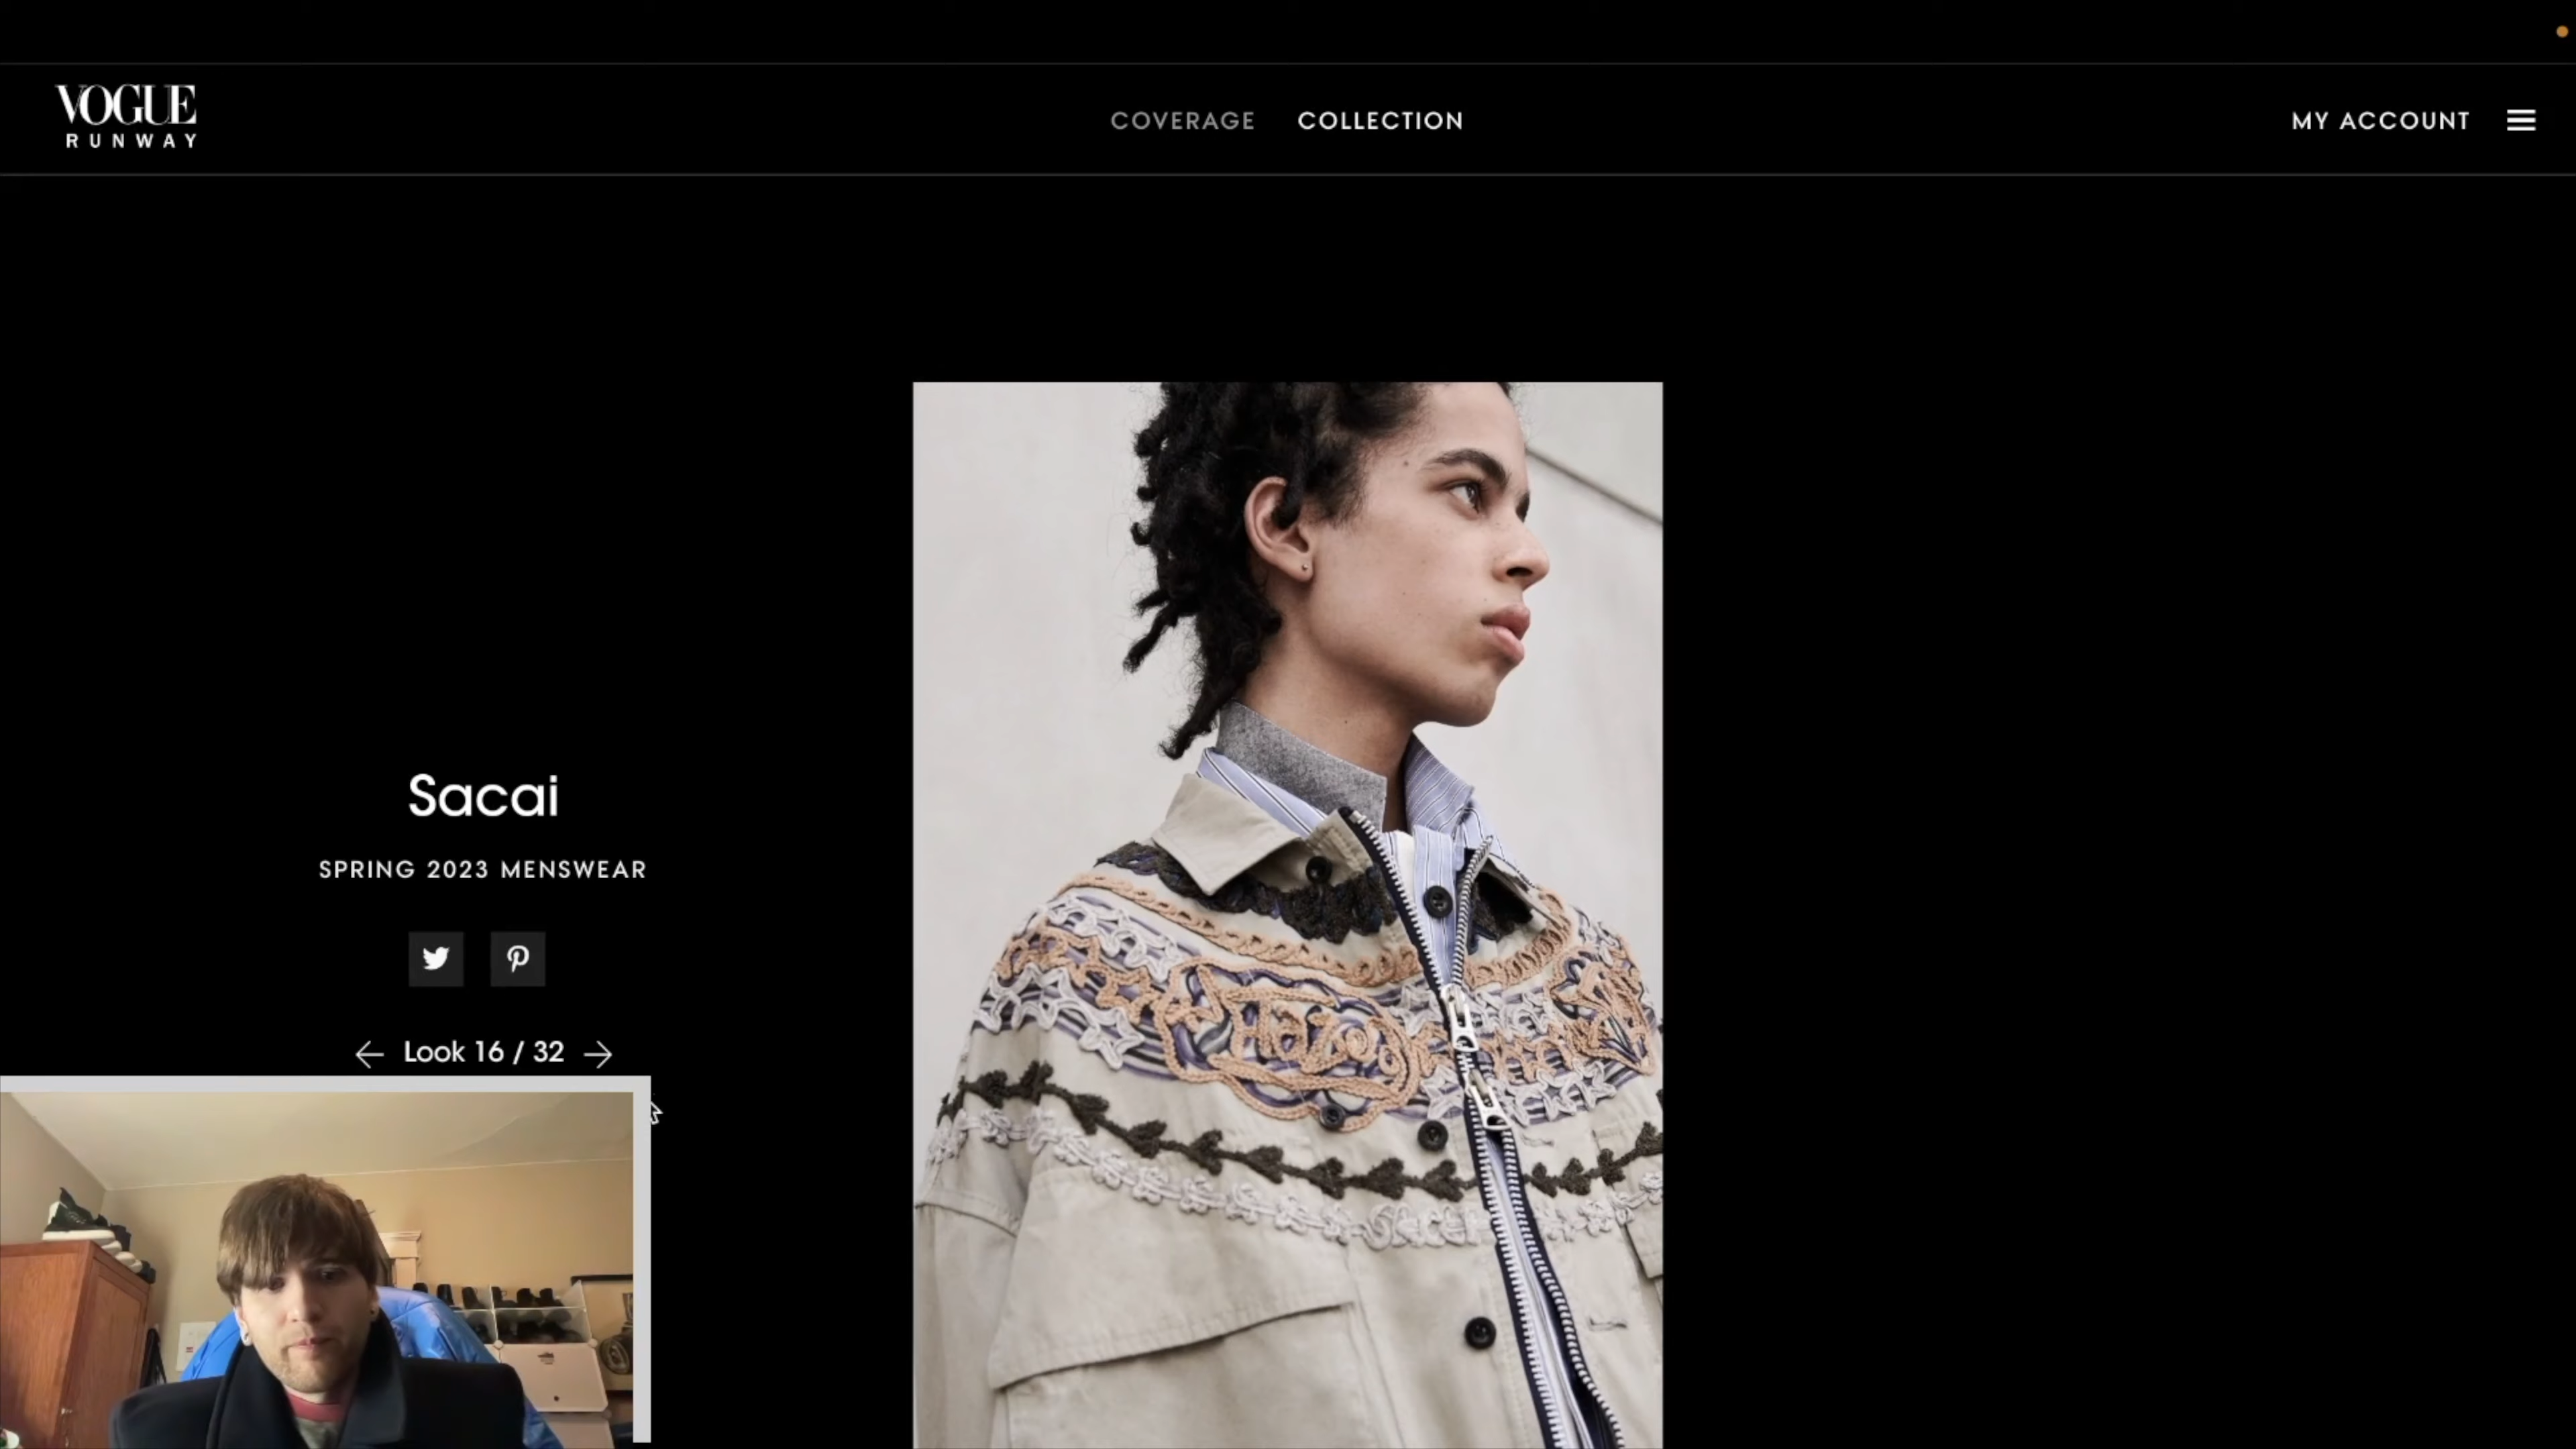 VOGUE
RUNWAY
COVERAGE COLLECTION
MY ACCOUNT
Sacai
SPRING 2023 MENSWEAR
Look 16 / 32